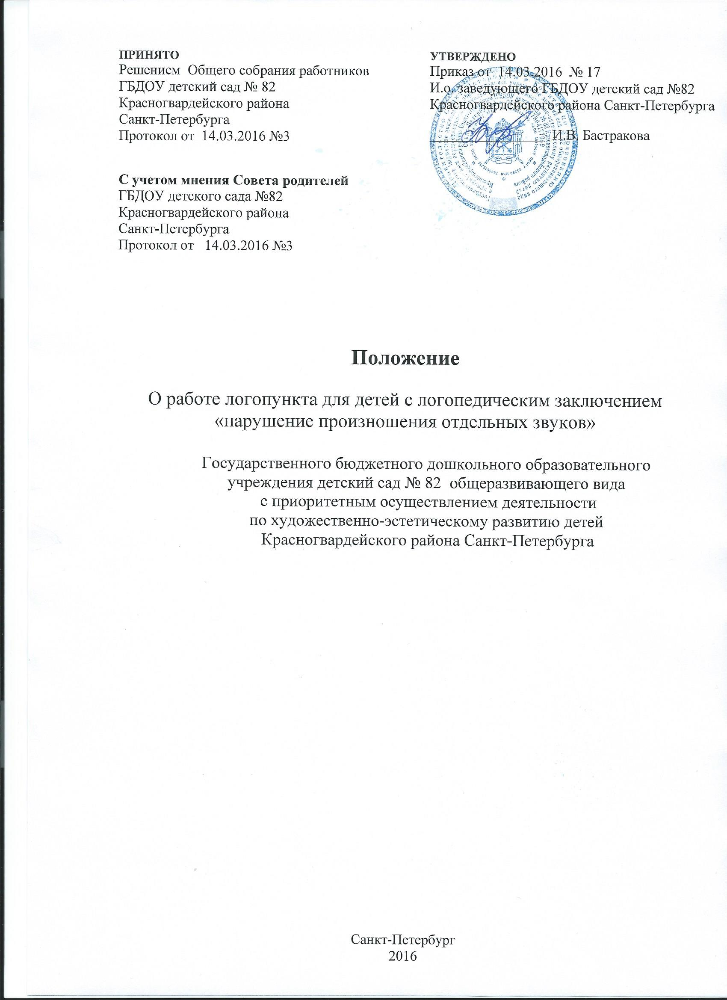 ПРИНЯТО
Решением Общего собрания работников
ГБДОУ детский сад № 82
Красногвардейского района
Санкт-Петербурга
Протокол от 14.03.2016 №3
УТВЕРЖДЕНО
Приказ от 14.03.2016 № 17
И.о. заведующего ГБДОУ детский сад №82
Красногвардейского района Санкт-Петербурга
И.В. Бастракова
С учетом мнения Совета родителей
ГБДОУ детского сада №82
Красногвардейского района
Санкт-Петербурга
Протокол от 14.03.2016 №3
Положение
О работе логопункта для детей с логопедическим заключением
«нарушение произношения отдельных звуков»
Государственного бюджетного дошкольного образовательного
учреждения детский сад № 82 общеразвивающего вида
с приоритетным осуществлением деятельности
по художественно-эстетическому развитию детей
Красногвардейского района Санкт-Петербурга
Санкт-Петербург
2016